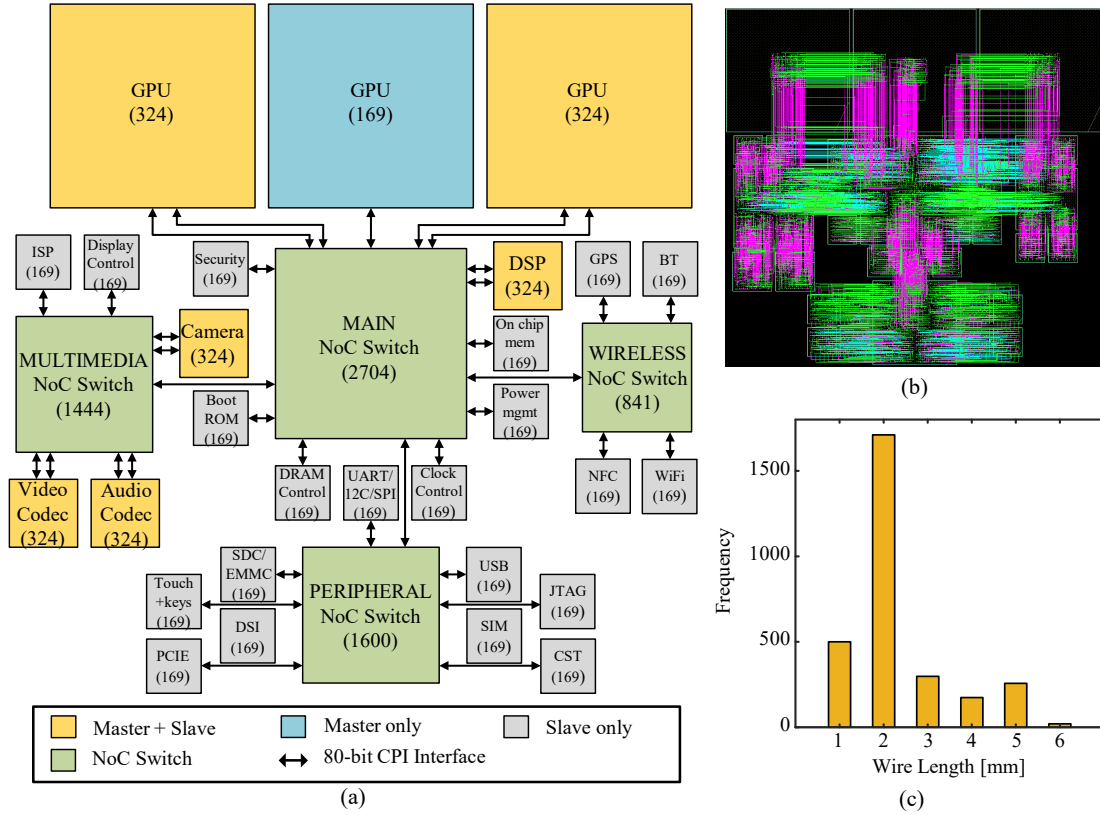 GPU
(324)
GPU
(169)
GPU
(324)
ISP
(169)
Display
Control
(169)
Security
(169)
MAIN
NoC Switch
(2704)
DSP
(324)
GPS
(169)
BT
(169)
MULTIMEDIA
NoC Switch
(1444)
Camera
(324)
On chip
mem
(169)
WIRELESS
NoC Switch
(841)
Boot
ROM
(169)
Power
mgmt
(169)
Video
Codec
(324)
Audio
Codec
(324)
DRAM
Control
(169)
UART/
12C/SPI
(169)
Clock
Control
(169)
NFC
(169)
WiFi
(169)
SDC/
EMMC
(169)
Touch
+keys
(169)
DSI
(169)
PCIE
(169)
PERIPHERAL
NoC Switch
(1600)
USB
(169)
JTAG
(169)
SIM
(169)
CST
(169)
Master + Slave
Master only
Slave only
NoC Switch
80-bit CPI Interface
(a)
(b)
Frequency
1500
1000
500
0
1 2 3 4 5 6
Wire Length [mm]
(c)